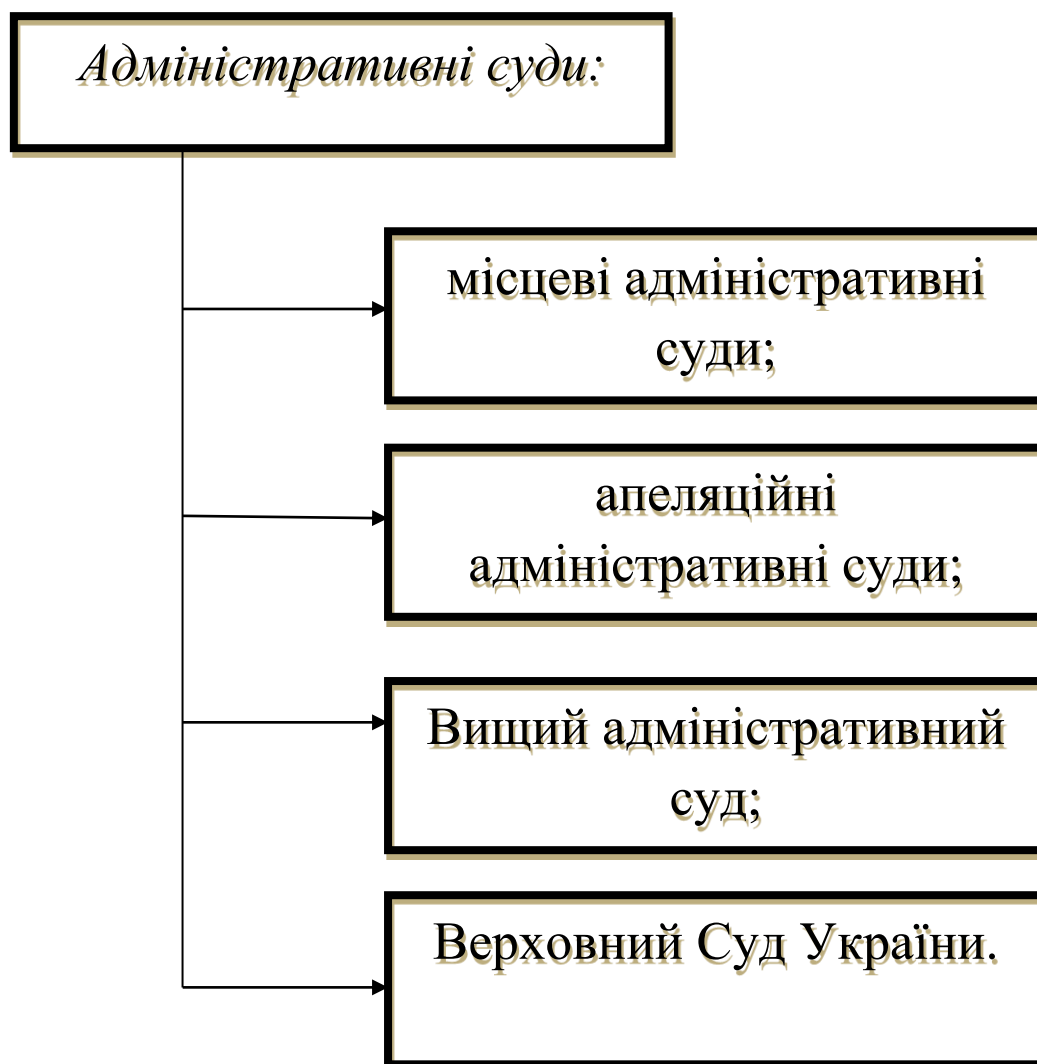 Адміністративні суди:
місцеві адміністративні
суди;
апеляційні
адміністративні суди;
Вищий адміністративний
суд;
Верховний Суд України.